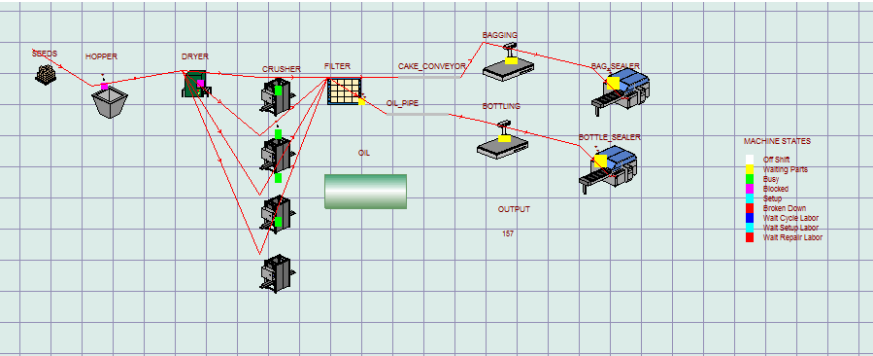 BAGGING
SEEDS
HOPPER
DRYER
CRUSHER
FILTER
CAKE_CONVEYOR
BAG_SEALER
OIL_PIPE
BOTTLING
BOTTLE_SEALER
OIL
OUTPUT
157
MACHINE STATES
Off Shift
Waiting Parts
Busy
Blocked
Setup
Broken Down
Wait Cycle Labor
Wait Setup Labor
Wait Repair Labor